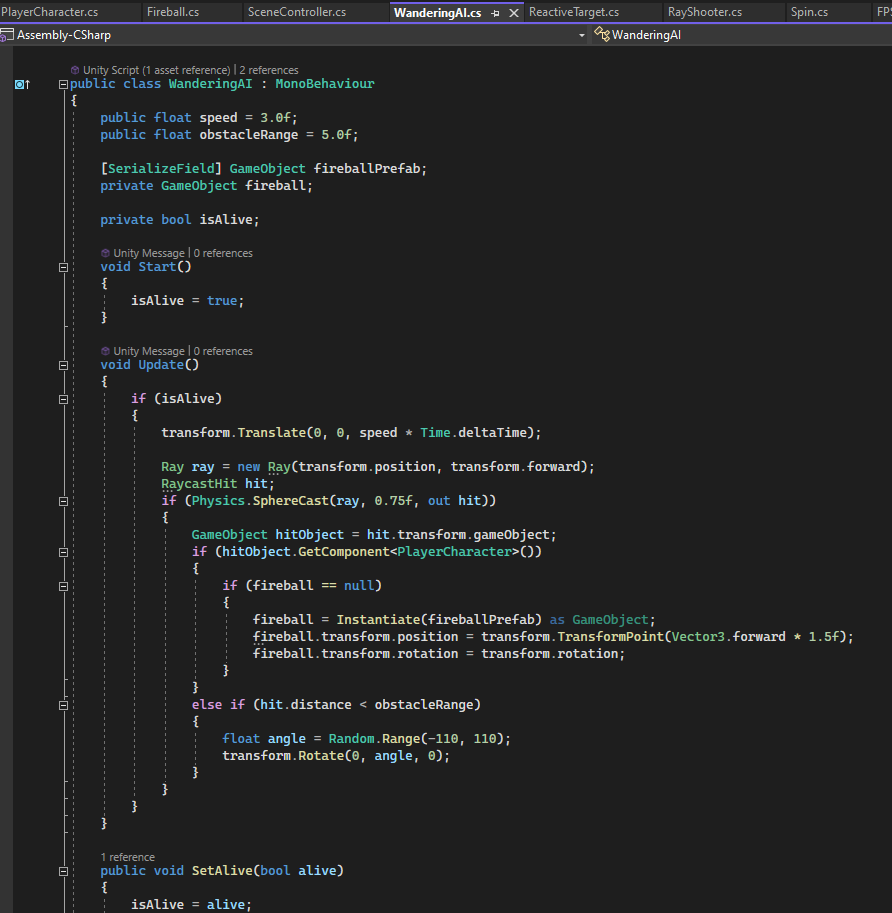 PlayerCharacter.cs Fireball.cs SceneController.cs WanderingAI.cs ReactiveTarget.cs RayShooter.cs Spin.cs FPS
Assembly-CSharp WanderingAI
Unity Script (1 asset reference) | 2 references
public class WanderingAI : MonoBehaviour
{
public float speed = 3.0f;
public float obstacleRange = 5.0f;
[SerializeField] GameObject fireballPrefab;
private GameObject fireball;
private bool isAlive;
Unity Message | 0 references
void Start()
{
isAlive = true;
}
Unity Message | 0 references
void Update()
{
if (isAlive)
{
transform.Translate(0, 0, speed * Time.deltaTime);
Ray ray = new Ray(transform.position, transform.forward);
RaycastHit hit;
if (Physics.SphereCast(ray, 0.75f, out hit))
{
GameObject hitObject = hit.transform.gameObject;
if (hitObject.GetComponent<PlayerCharacter>())
{
if (fireball == null)
{
fireball = Instantiate(fireballPrefab) as GameObject;
fireball.transform.position = transform.TransformPoint(Vector3.forward * 1.5f);
fireball.transform.rotation = transform.rotation;
}
}
else if (hit.distance < obstacleRange)
{
float angle = Random.Range(-110, 110);
transform.Rotate(0, angle, 0);
}
}
}
}
1 reference
public void SetAlive(bool alive)
{
isAlive = alive;